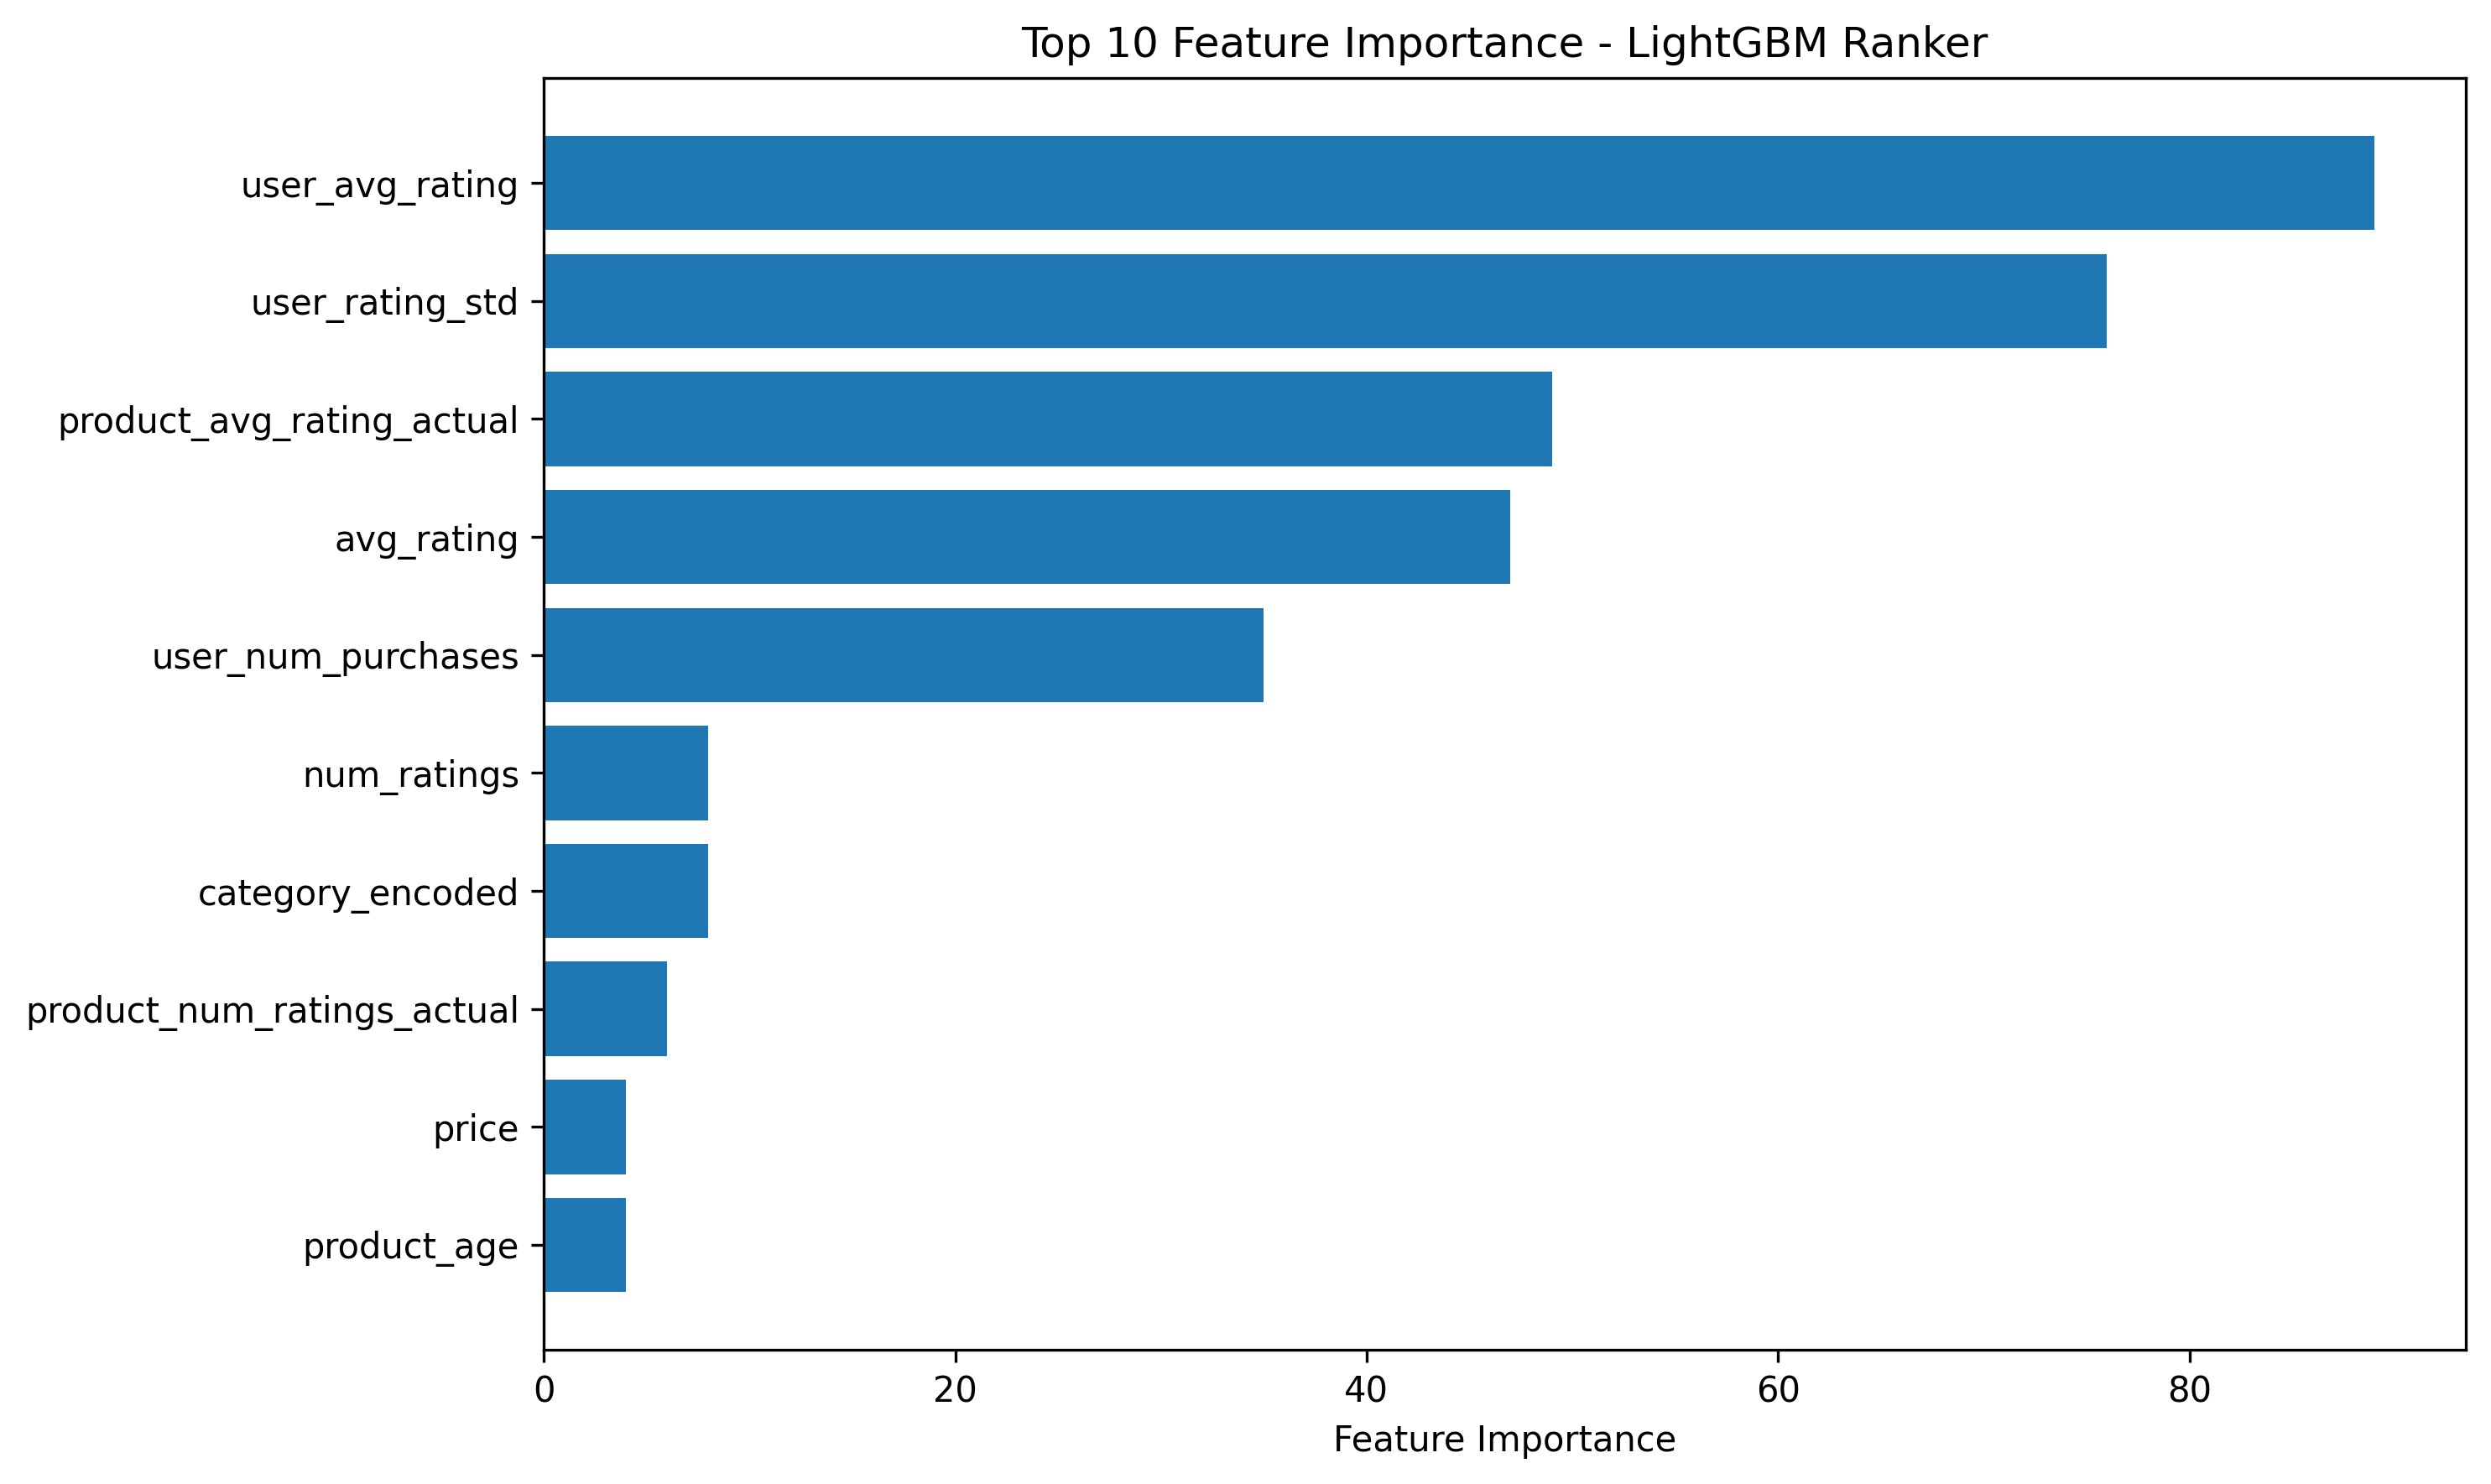 Top 10 Feature Importance - LightGBM Ranker
user_avg_rating
user_rating_std
product_avg_rating_actual
avg_rating
user_num_purchases
num_ratings
category_encoded
product_num_ratings_actual
price
product_age
0 20 40 60 80
Feature Importance